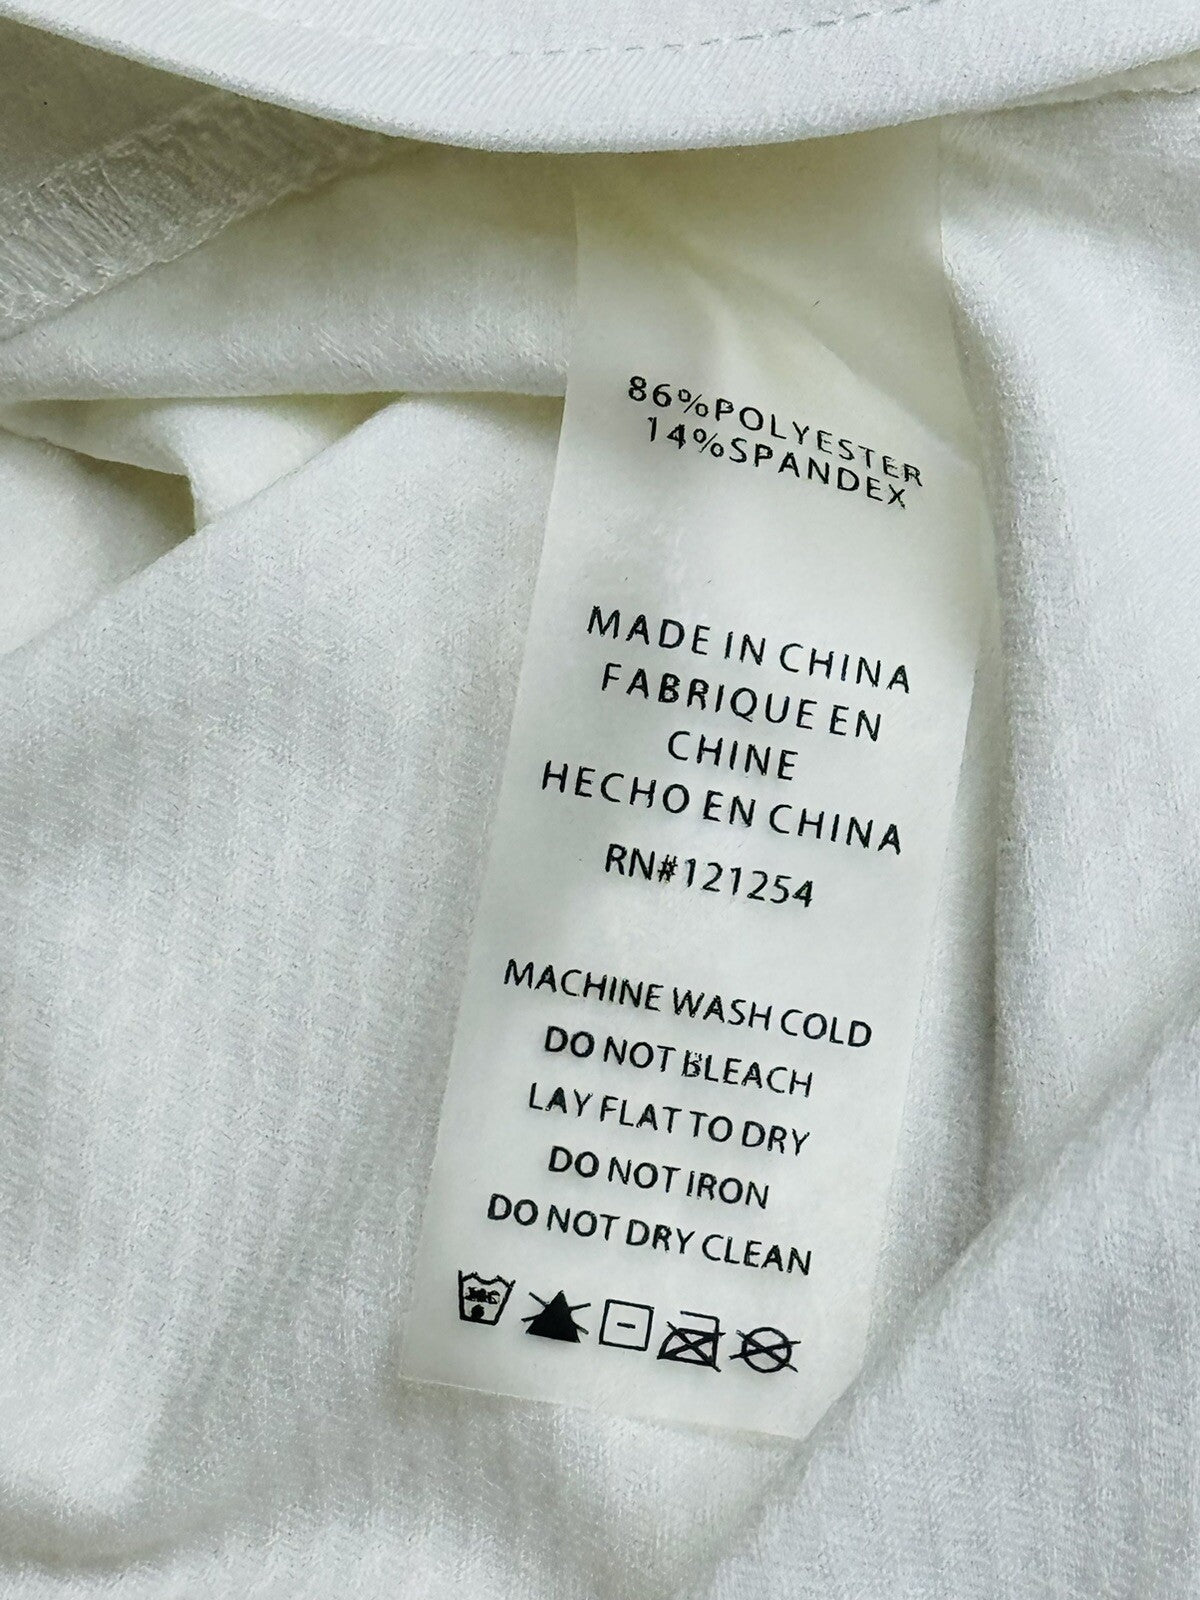 86%POLYESTER
14%SPANDEX
MADE IN CHINA
FABRIQUE EN
CHINE
HECHO EN CHINA
RN#121254
MACHINE WASH COLD
DO NOT BLEACH
LAY FLAT TO DRY
DO NOT IRON
DO NOT DRY CLEAN